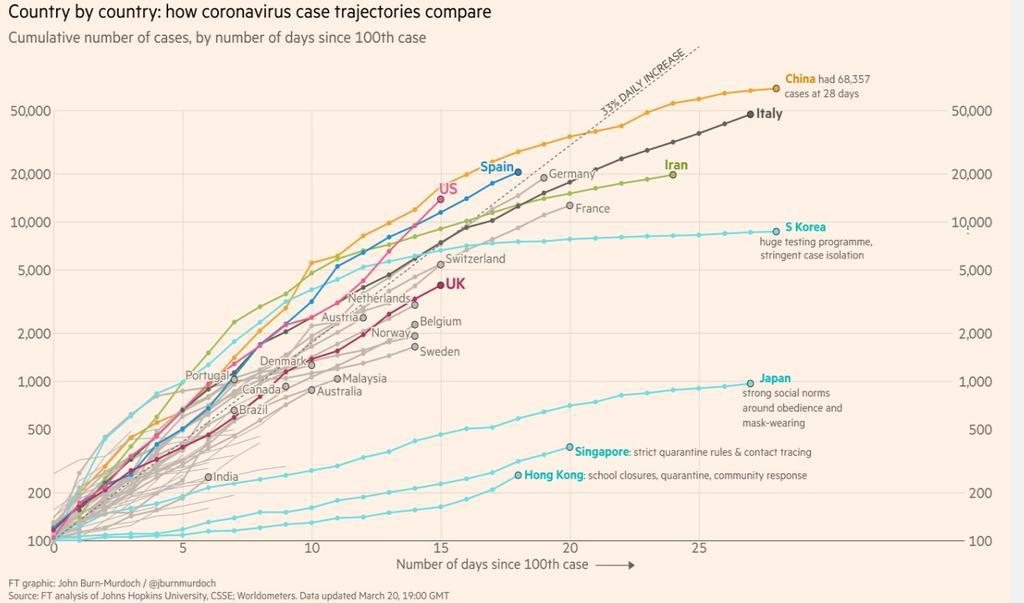 Country by country: how coronavirus case trajectories compare
Cumulative number of cases, by number of days since 100th case
33% DAILY INCREASE
China had 68,357
cases at 28 days
50,000
50,000
Italy
Spain
Iran
20,000
Germany
20,000
US
France
10,000
10,000
S Korea
huge testing programme,
stringent case isolation
Switzerland
5,000
5,000
UK
Netherlands
Austria
Belgium
2,000
Norway
2,000
Sweden
Denmark
Portugal
1,000
Canada
Malaysia
Japan
1,000
Australia
strong social norms
around obedience and
mask-wearing
Brazil
500
500
Singapore: strict quarantine rules & contact tracing
India
Hong Kong: school closures, quarantine, community response
200
200
100
100
0
5
10
15
20
25
Number of days since 100th case
FT graphic: John Burn-Murdoch / @jburnmurdoch
Source: FT analysis of Johns Hopkins University, CSSE; Worldometers. Data updated March 20, 19:00 GMT